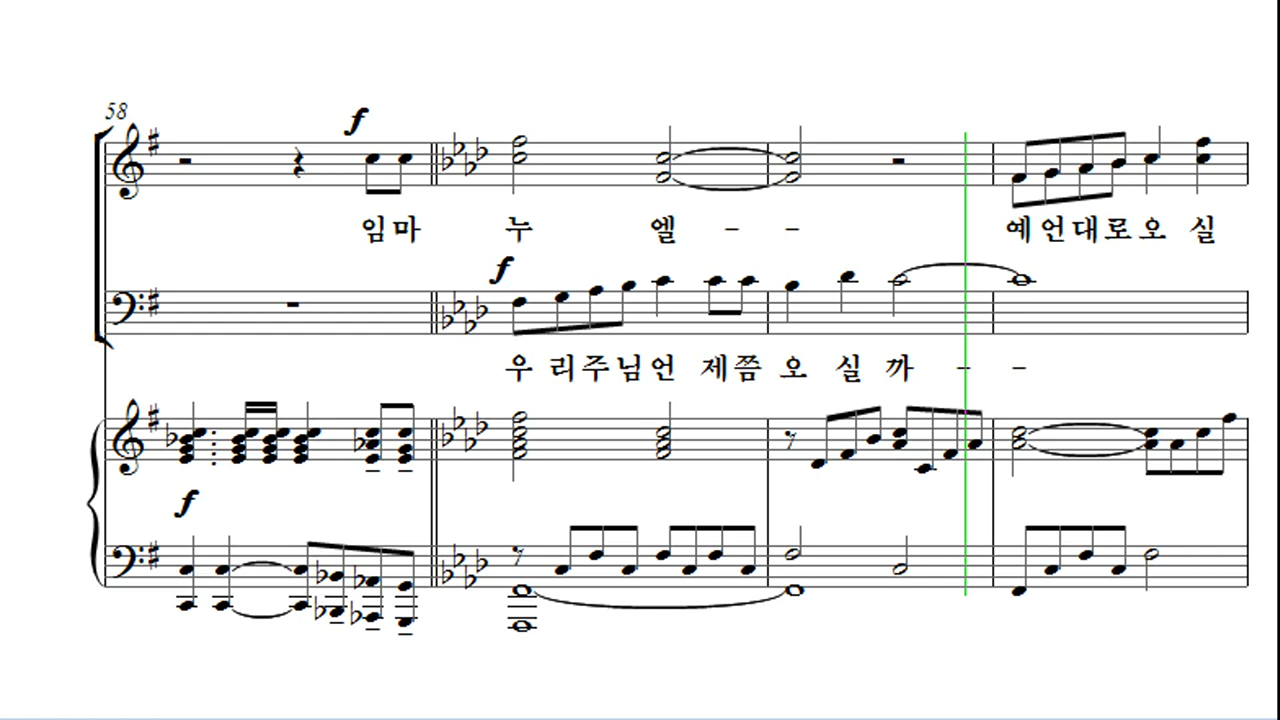 58
f
임마 누 엘 - -  예언대로오 실
f
우 리주님언 제쯤 오 실 까 - -
f